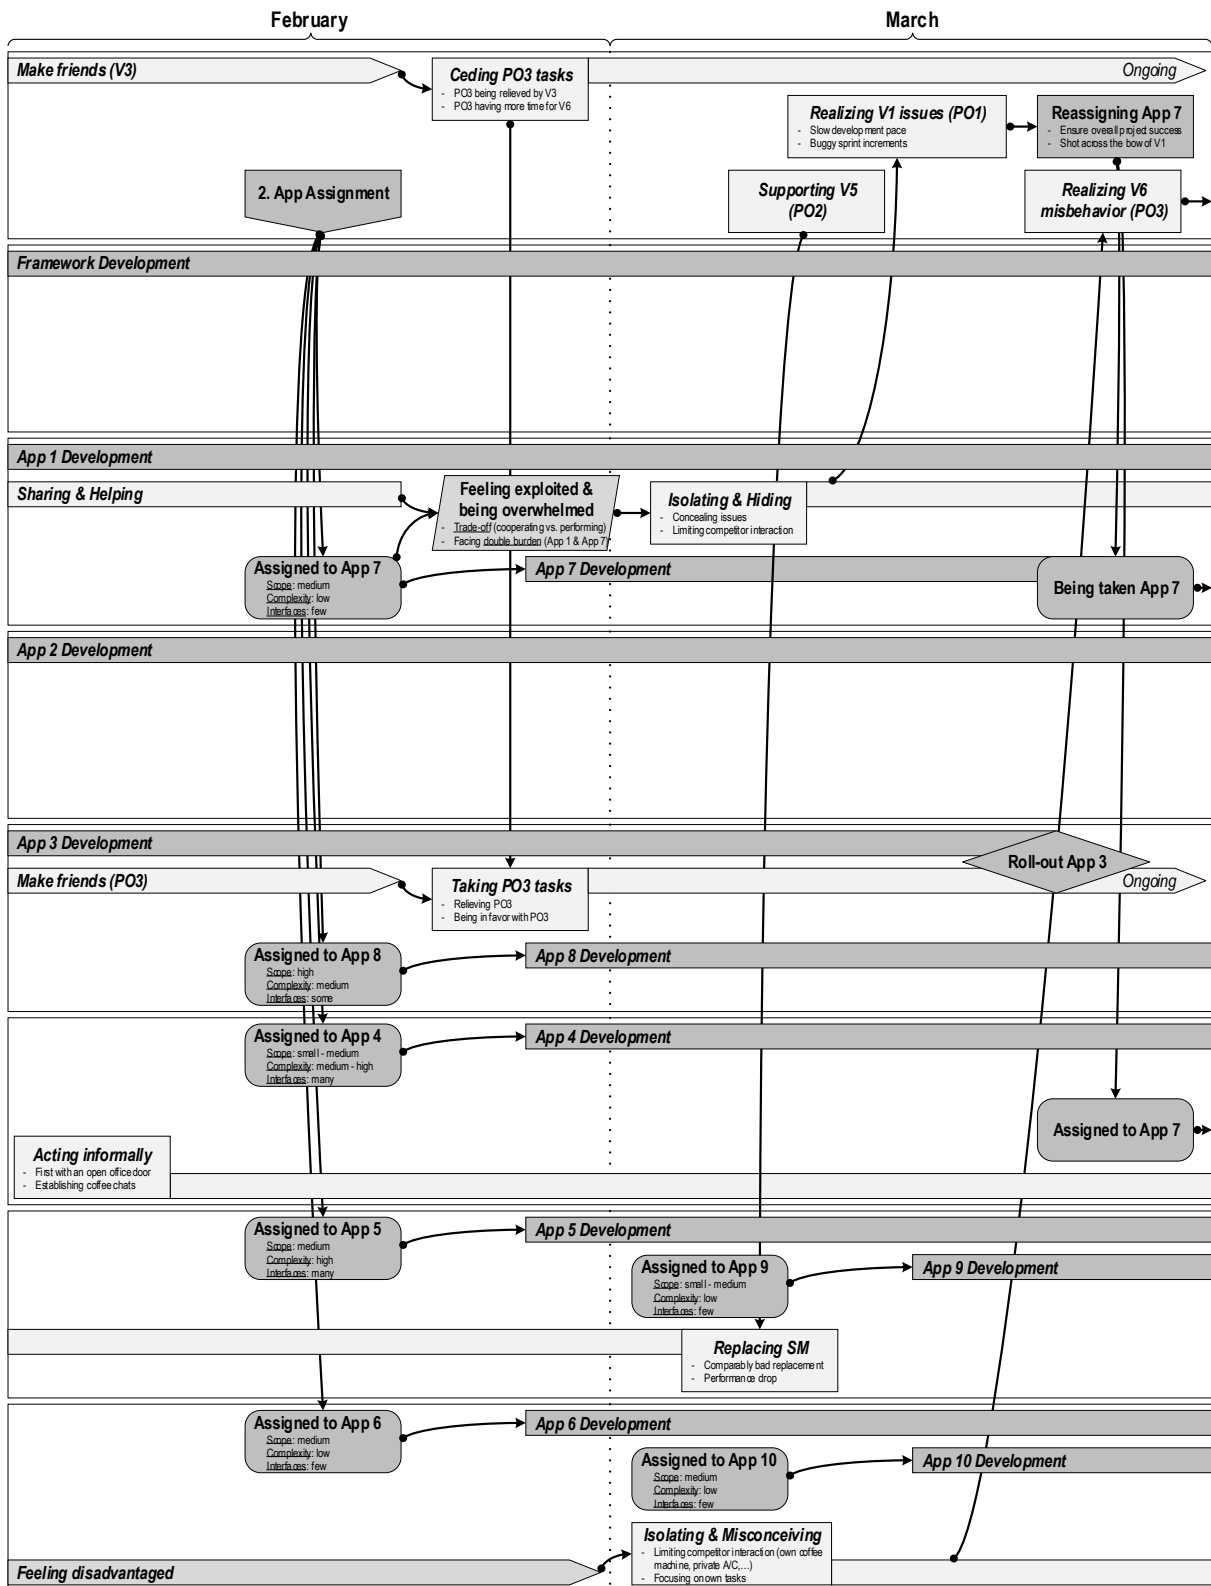 February
March
Make friends (V3)
Ceding PO3 tasks
- PO3 being relieved by V3
- PO3 having more time for V6
Ongoing
Realizing V1 issues (PO1)
- Slow development pace
- Buggy sprint increments
Reassigning App 7
- Ensure overall project success
- Shot across the bow of V1
2. App Assignment
Supporting V5
(PO2)
Realizing V6
misbehavior (PO3)
Framework Development
App 1 Development
Sharing & Helping
Feeling exploited &
being overwhelmed
- Trade-off (cooperating vs. performing)
- Facing double burden (App 1 & App 7)
Isolating & Hiding
- Concealing issues
- Limiting competitor interaction
Assigned to App 7
Scope: medium
Complexity: low
Interfaces: few
App 7 Development
Being taken App 7
App 2 Development
App 3 Development
Roll-out App 3
Make friends (PO3)
Taking PO3 tasks
- Relieving PO3
- Being in favor with PO3
Ongoing
Assigned to App 8
Scope: high
Complexity: medium
Interfaces: some
App 8 Development
Assigned to App 4
Scope: small - medium
Complexity: medium - high
Interfaces: many
App 4 Development
Assigned to App 7
Acting informally
- First with an open office door
- Establishing coffee chats
Assigned to App 5
Scope: medium
Complexity: high
Interfaces: many
App 5 Development
Assigned to App 9
Scope: small - medium
Complexity: low
Interfaces: few
App 9 Development
Replacing SM
- Comparably bad replacement
- Performance drop
Assigned to App 6
Scope: medium
Complexity: low
Interfaces: few
App 6 Development
Assigned to App 10
Scope: medium
Complexity: low
Interfaces: few
App 10 Development
Isolating & Misconceiving
- Limiting competitor interaction (own coffee
machine, private A/C,...)
- Focusing on own tasks
Feeling disadvantaged